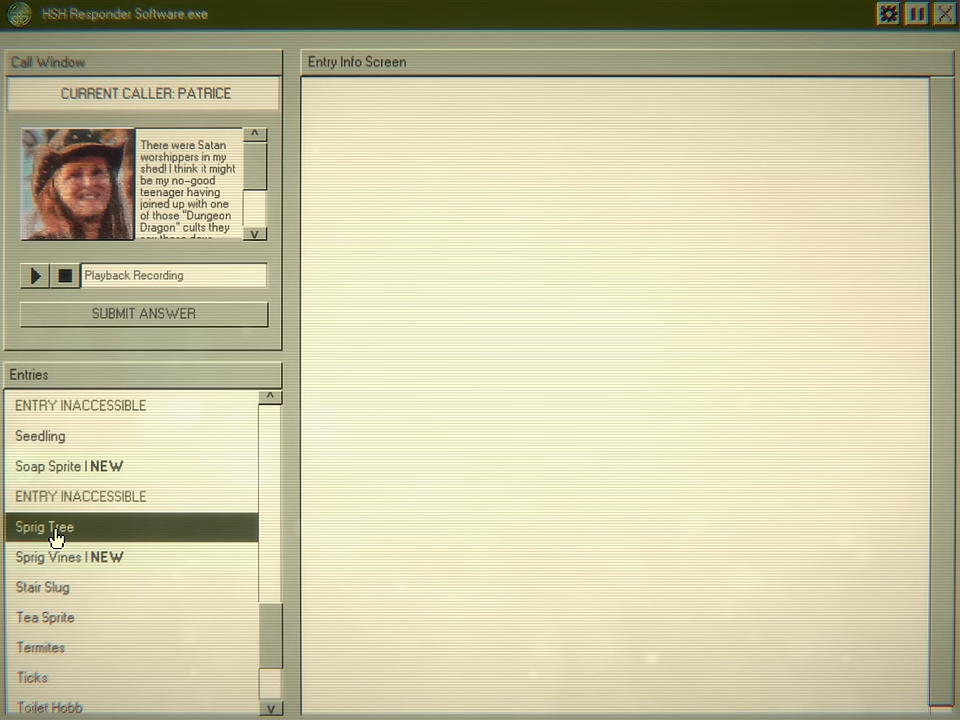 HSH Responder Software.exe
Call Window
CURRENT CALLER: PATRICE
There were Satan
worshippers in my
shed! I think it might
be my no-good
teenager having
joined up with one
of those "Dungeon
Dragon" cults they
say these days
Playback Recording
SUBMIT ANSWER
Entries
ENTRY INACCESSIBLE
Seedling
Soap Sprite | NEW
ENTRY INACCESSIBLE
Sprig Tree
Sprig Vines | NEW
Stair Slug
Tea Sprite
Termites
Ticks
Toilet Hobb
Entry Info Screen